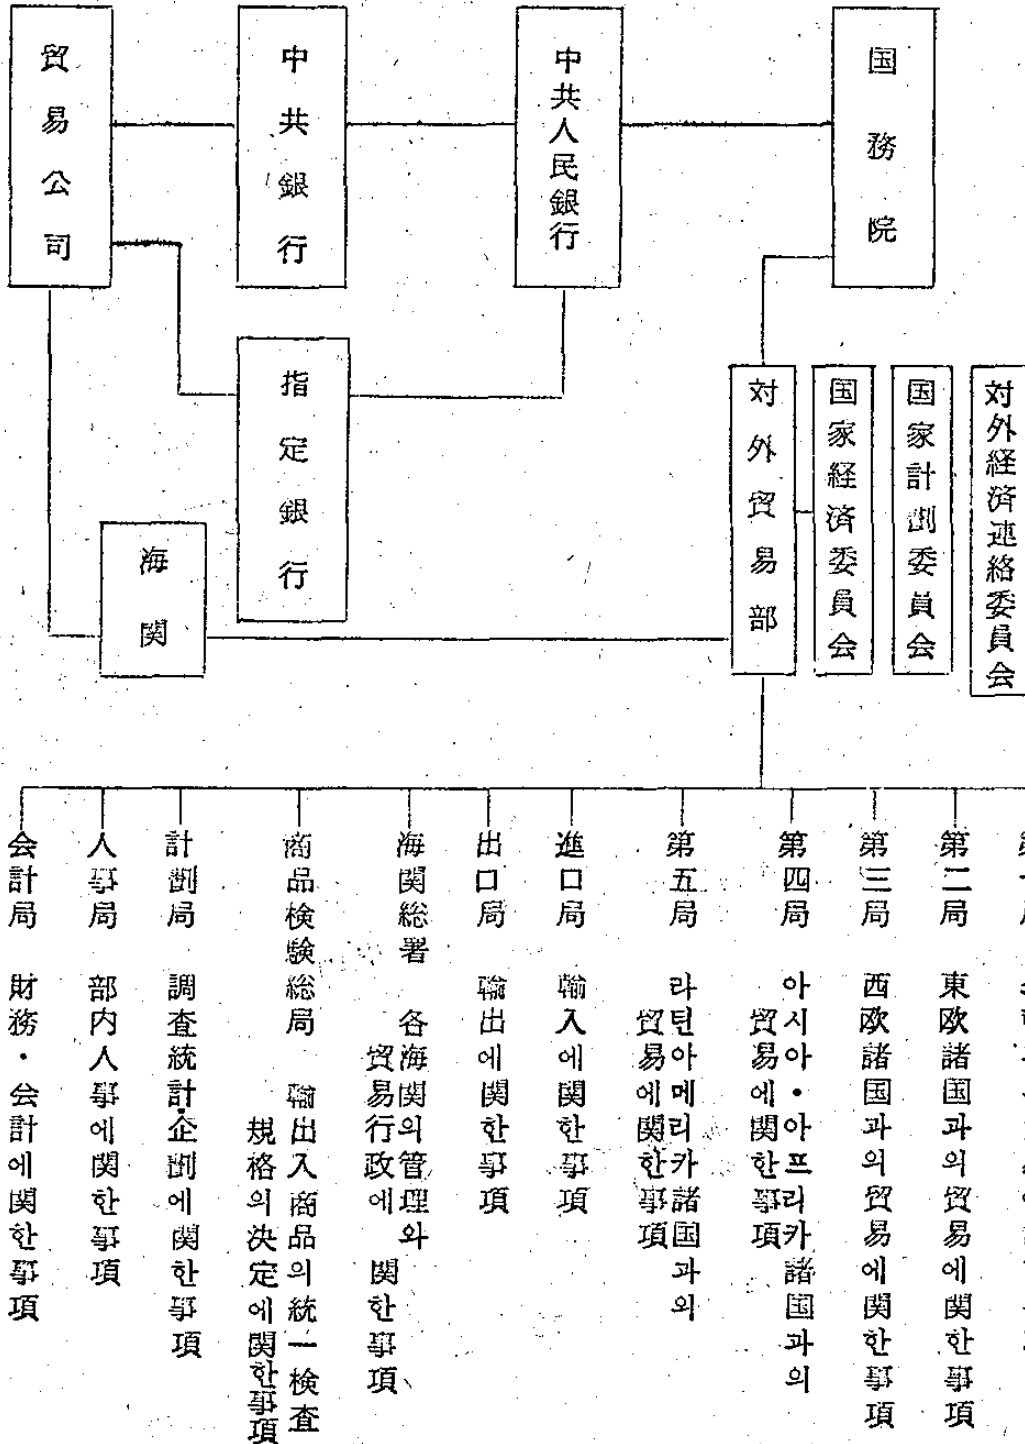 国務院
中共人民銀行
中共銀行
貿易公司
指定銀行
海関
対外経済連絡委員会
国家計劃委員会
国家経済委員会
対外貿易部
第二局 東欧諸国과의 貿易에 関한 事項
第三局 西欧諸国과의 貿易에 関한 事項
第四局 아시아・아프리카 諸国과의
貿易에 関한 事項
第五局 라틴아메리카 諸国과의
貿易에 関한 事項
進口局 輸入에 関한 事項
出口局 輸出에 関한 事項
海関総署 各海関의 管理와
貿易行政에 関한 事項
商品検験総局 輸出入商品의 統一検査
規格의 決定에 関한 事項
計劃局 調査統計・企劃에 関한 事項
人事局 部内人事에 関한 事項
会計局 財務・会計에 関한 事項